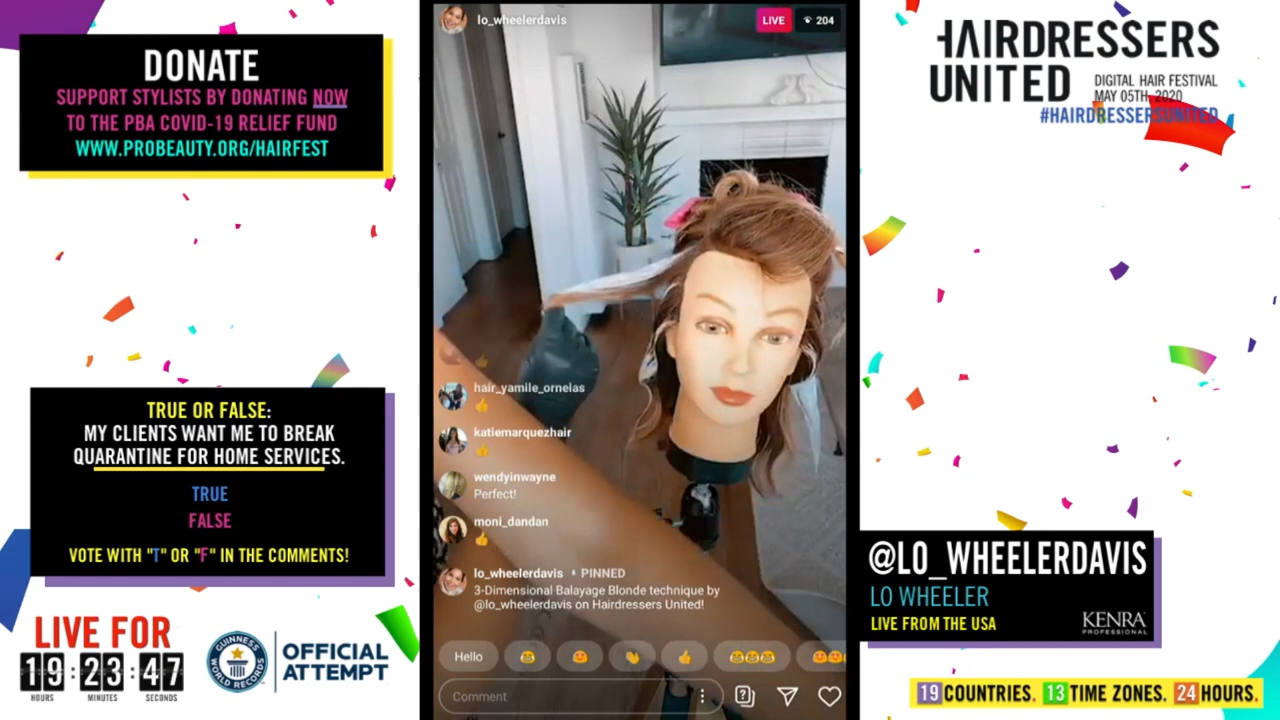 DONATE
SUPPORT STYLISTS BY DONATING NOW
TO THE PBA COVID-19 RELIEF FUND
WWW.PROBEAUTY.ORG/HAIRFEST
TRUE OR FALSE:
MY CLIENTS WANT ME TO BREAK
QUARANTINE FOR HOME SERVICES.
TRUE
FALSE
VOTE WITH "T" OR "F" IN THE COMMENTS!
LIVE FOR
19:23:47
HOURS MINUTES SECONDS
GUINNESS
WORLD RECORDS
OFFICIAL
ATTEMPT
lo_wheelerdavis
LIVE 204
hair_yamile_ornelas
katiemarquezhair
wendyinwayne
Perfect!
moni_dandan
lo_wheelerdavis PINNED
3-Dimensional Balayage Blonde technique by
@lo_wheelerdavis on Hairdressers United!
Hello
Comment
HAIRDRESSERS
UNITED
DIGITAL HAIR FESTIVAL
MAY 05TH, 2020
#HAIRDRESSERSUNITED
@LO_WHEELERDAVIS
LO WHEELER
LIVE FROM THE USA
KENRA
PROFESSIONAL
19 COUNTRIES. 13 TIME ZONES. 24 HOURS.